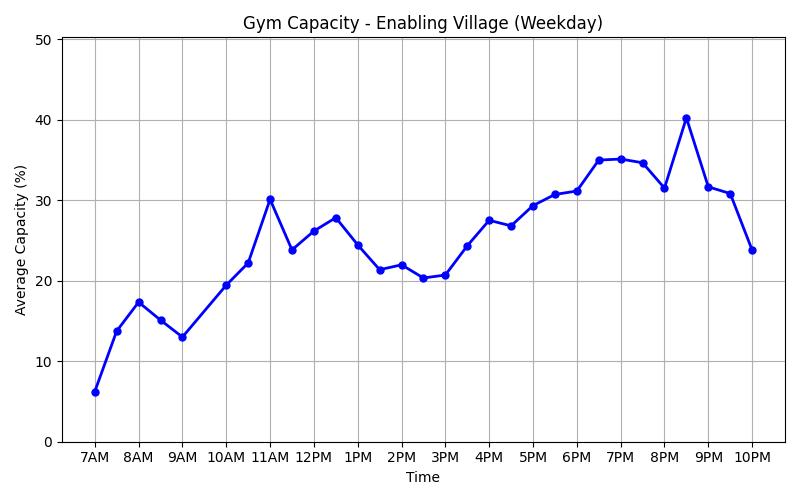 Gym Capacity - Enabling Village (Weekday)
50
40
30
20
10
0
Average Capacity (%)
7AM 8AM 9AM 10AM 11AM 12PM 1PM 2PM 3PM 4PM 5PM 6PM 7PM 8PM 9PM 10PM
Time